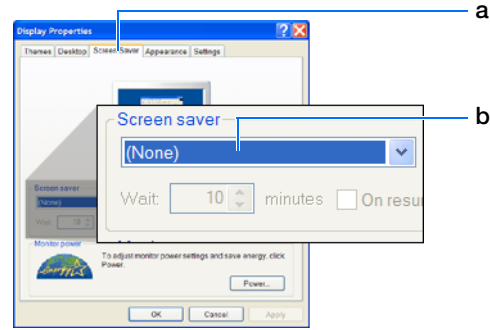 a
Display Properties
Themes Desktop Screen Saver Appearance Settings
b
Screen saver
(None)
Wait: 10 minutes On resu
Screen saver
(None)
Wait: 10
Monitor power
To adjust monitor power settings and save energy, click
Power.
Power...
OK Cancel Apply